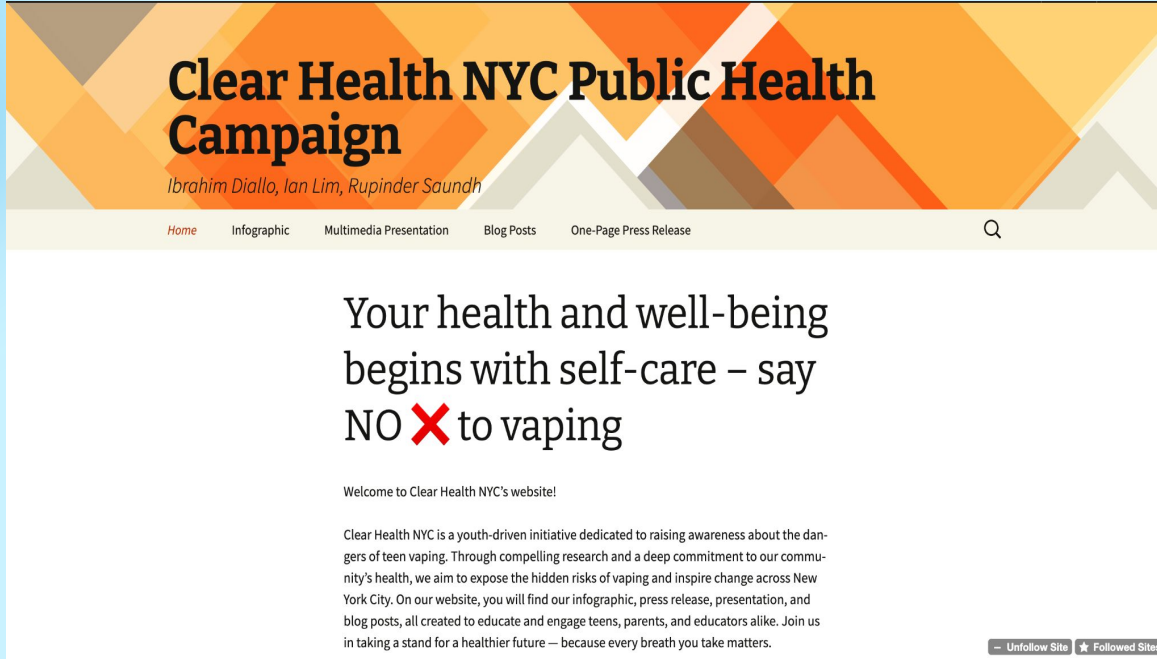 Clear Health NYC Public Health
Campaign
Ibrahim Diallo, Ian Lim, Rupinder Saundh
Home Infographic Multimedia Presentation Blog Posts One-Page Press Release
Your health and well-being
begins with self-care – say
NO ❌ to vaping
Welcome to Clear Health NYC's website!
Clear Health NYC is a youth-driven initiative dedicated to raising awareness about the dan-
gers of teen vaping. Through compelling research and a deep commitment to our commu-
nity's health, we aim to expose the hidden risks of vaping and inspire change across New
York City. On our website, you will find our infographic, press release, presentation, and
blog posts, all created to educate and engage teens, parents, and educators alike. Join us
in taking a stand for a healthier future — because every breath you take matters.
− Unfollow Site ★ Followed Sites